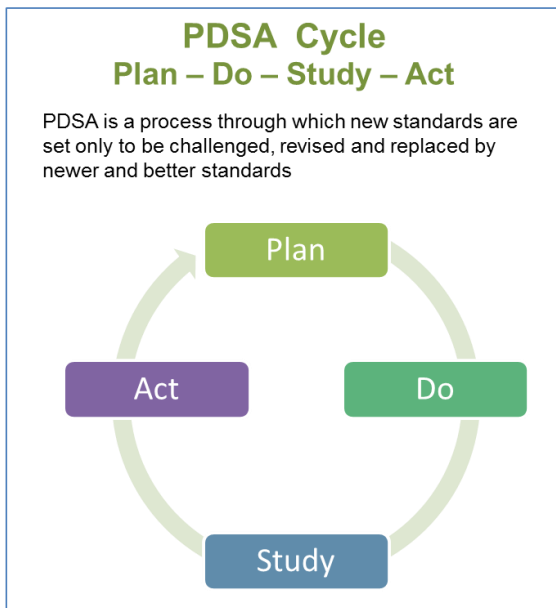 PDSA Cycle
Plan – Do – Study – Act
PDSA is a process through which new standards are
set only to be challenged, revised and replaced by
newer and better standards
Plan
Act
Do
Study